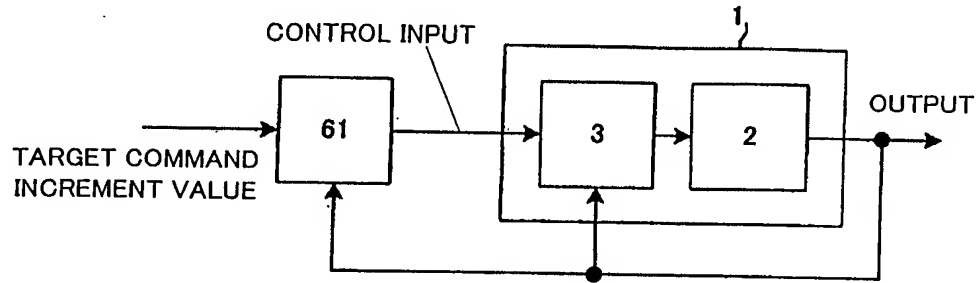 1
CONTROL INPUT
OUTPUT
61
3
2
TARGET COMMAND
INCREMENT VALUE